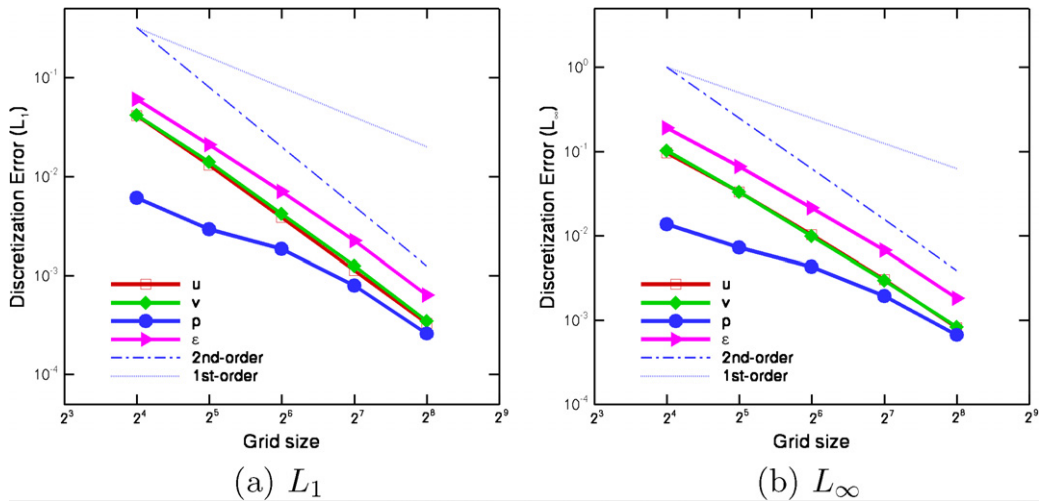 Discretization Error (L₁)
10⁻¹
10⁻²
10⁻³
10⁻⁴
u
v
p
ε
2nd-order
1st-order
2³ 2⁴ 2⁵ 2⁶ 2⁷ 2⁸ 2⁹
Grid size
(a) L₁
Discretization Error (L∞)
10⁰
10⁻¹
10⁻²
10⁻³
10⁻⁴
u
v
p
ε
2nd-order
1st-order
2³ 2⁴ 2⁵ 2⁶ 2⁷ 2⁸ 2⁹
Grid size
(b) L∞